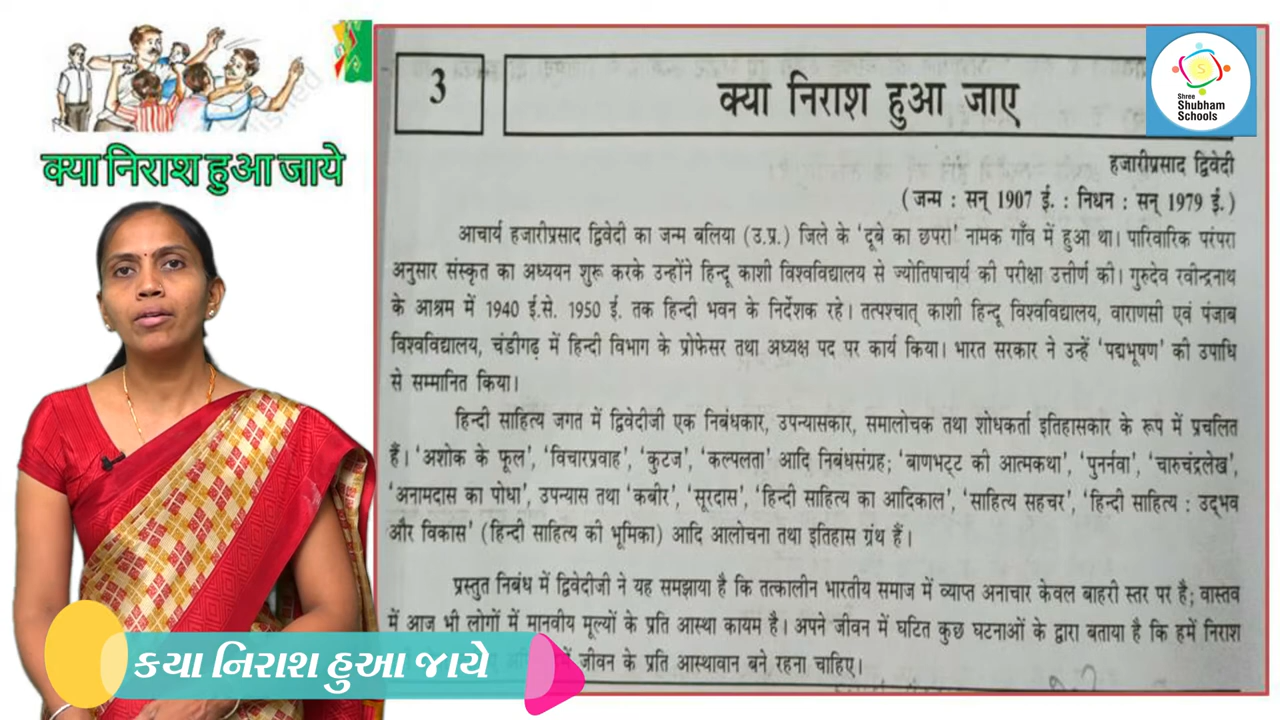 क्या निराश हुआ जाये
3
क्या निराश हुआ जाए
Shree
Shubham
Schools
S
हजारीप्रसाद द्विवेदी
(जन्म : सन् 1907 ई. : निधन : सन् 1979 ई.)
आचार्य हजारीप्रसाद द्विवेदी का जन्म बलिया (उ.प्र.) जिले के 'दूबे का छपरा' नामक गाँव में हुआ था। पारिवारिक परंपरा
अनुसार संस्कृत का अध्ययन शुरू करके उन्होंने हिन्दू काशी विश्वविद्यालय से ज्योतिषाचार्य की परीक्षा उत्तीर्ण की। गुरुदेव रवीन्द्रनाथ
के आश्रम में 1940 ई.से. 1950 ई. तक हिन्दी भवन के निर्देशक रहे। तत्पश्चात् काशी हिन्दू विश्वविद्यालय, वाराणसी एवं पंजाब
विश्वविद्यालय, चंडीगढ़ में हिन्दी विभाग के प्रोफेसर तथा अध्यक्ष पद पर कार्य किया। भारत सरकार ने उन्हें 'पद्मभूषण' की उपाधि
से सम्मानित किया।
हिन्दी साहित्य जगत में द्विवेदीजी एक निबंधकार, उपन्यासकार, समालोचक तथा शोधकर्ता इतिहासकार के रूप में प्रचलित
हैं। 'अशोक के फूल', 'विचारप्रवाह', 'कुटज', 'कल्पलता' आदि निबंधसंग्रह; 'बाणभट्ट की आत्मकथा', 'पुनर्नवा', 'चारुचंद्रलेख',
'अनामदास का पोथा', उपन्यास तथा 'कबीर', 'सूरदास', 'हिन्दी साहित्य का आदिकाल', 'साहित्य सहचर', 'हिन्दी साहित्य : उद्भव
और विकास' (हिन्दी साहित्य की भूमिका) आदि आलोचना तथा इतिहास ग्रंथ हैं।
प्रस्तुत निबंध में द्विवेदीजी ने यह समझाया है कि तत्कालीन भारतीय समाज में व्याप्त अनाचार केवल बाहरी स्तर पर है; वास्तव
में आज भी लोगों में मानवीय मूल्यों के प्रति आस्था कायम है। अपने जीवन में घटित कुछ घटनाओं के द्वारा बताया है कि हमें निराश
जीवन के प्रति आस्थावान बने रहना चाहिए।
કયા નિરાશ હુઆ જાયે